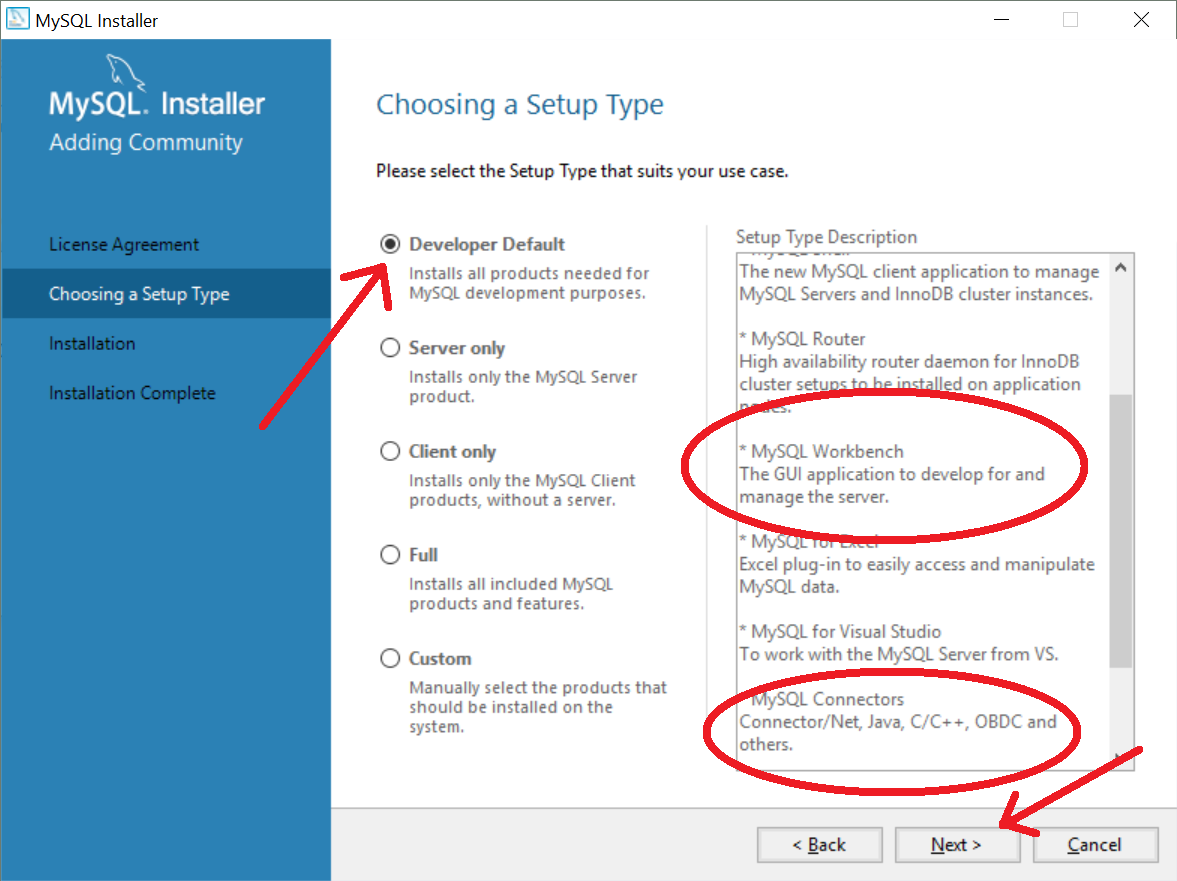 MySQL Installer
MySQL. Installer
Adding Community
License Agreement
Choosing a Setup Type
Installation
Installation Complete
Choosing a Setup Type
Please select the Setup Type that suits your use case.
Developer Default
Installs all products needed for
MySQL development purposes.
Server only
Installs only the MySQL Server
product.
Client only
Installs only the MySQL Client
products, without a server.
Full
Installs all included MySQL
products and features.
Custom
Manually select the products that
should be installed on the
system.
Setup Type Description
The new MySQL client application to manage
MySQL Servers and InnoDB cluster instances.
* MySQL Router
High availability router daemon for InnoDB
cluster setups to be installed on application
nodes.
* MySQL Workbench
The GUI application to develop for and
manage the server.
* MySQL for Excel
Excel plug-in to easily access and manipulate
MySQL data.
* MySQL for Visual Studio
To work with the MySQL Server from VS.
* MySQL Connectors
Connector/Net, Java, C/C++, OBDC and
others.
< Back
Next >
Cancel